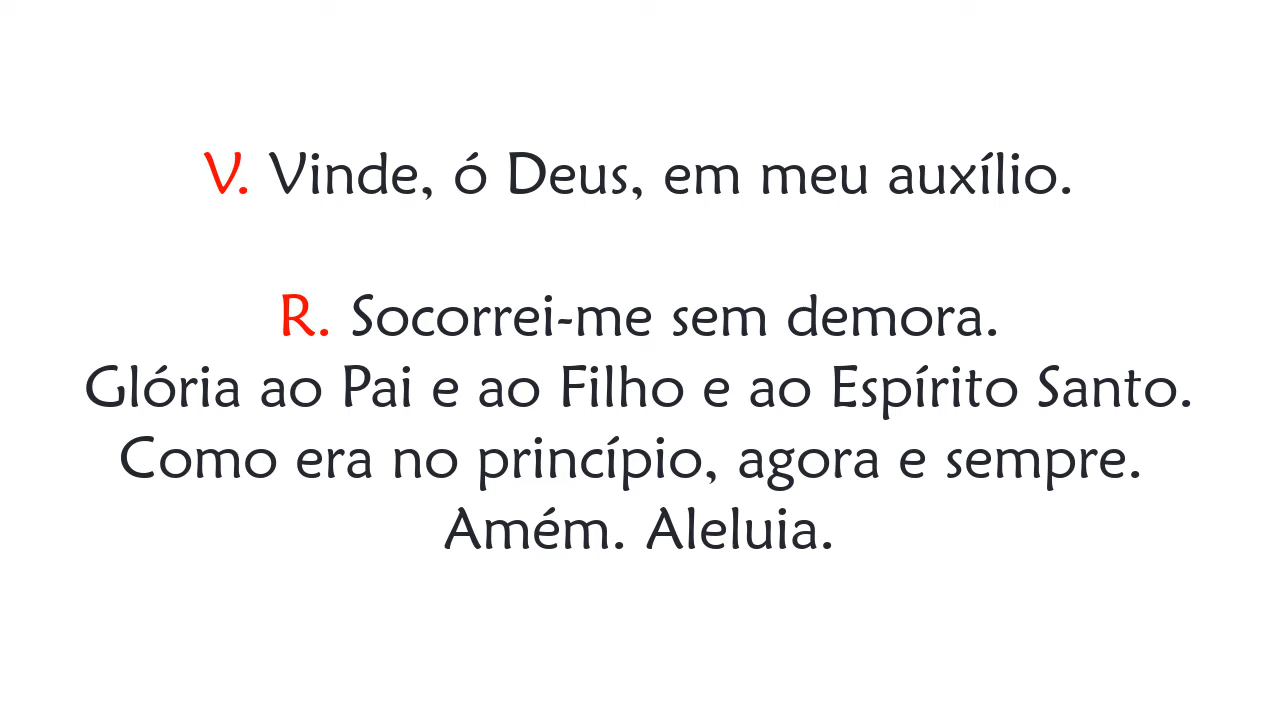 V. Vinde, ó Deus, em meu auxílio.
R. Socorrei-me sem demora.
Glória ao Pai e ao Filho e ao Espírito Santo.
Como era no princípio, agora e sempre.
Amém. Aleluia.